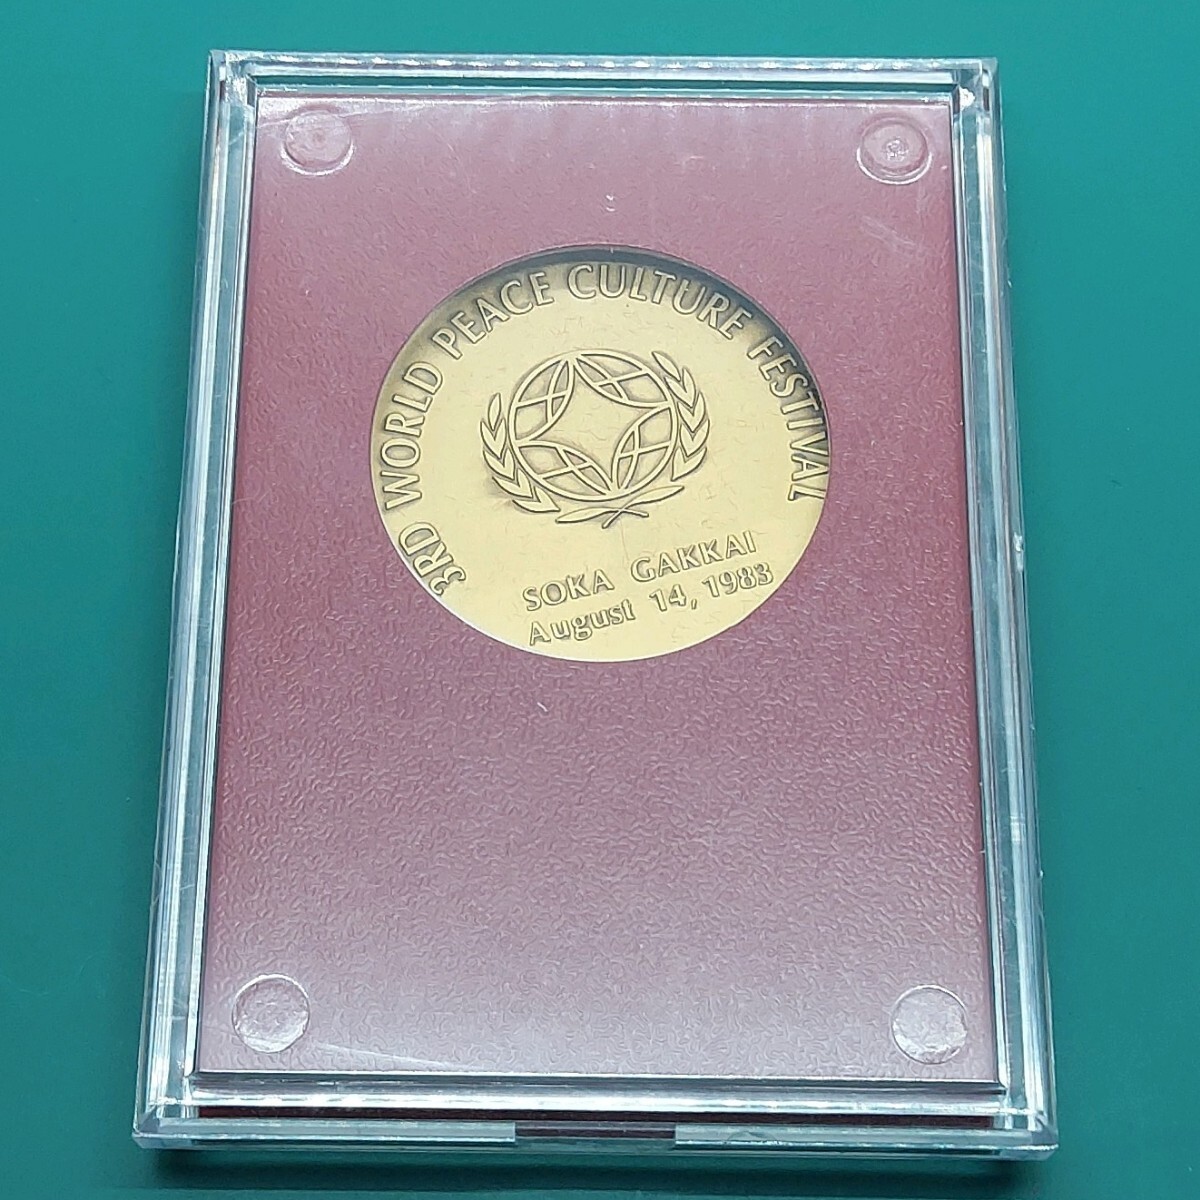 3RD WORLD PEACE CULTURE FESTIVAL
SOKA GAKKAI
August 14, 1983